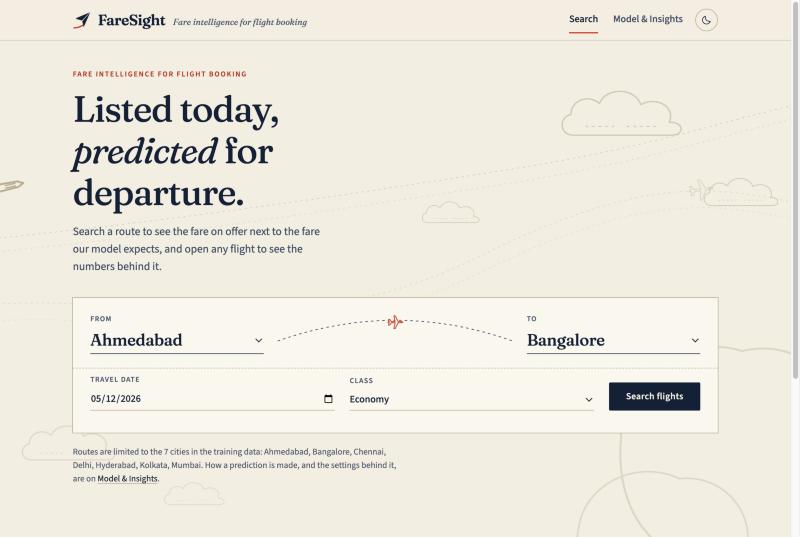 FareSight Fare intelligence for flight booking Search Model & Insights
FARE INTELLIGENCE FOR FLIGHT BOOKING
Listed today,
predicted for
departure.
Search a route to see the fare on offer next to the fare
our model expects, and open any flight to see the
numbers behind it.
FROM
Ahmedabad
TO
Bangalore
TRAVEL DATE
05/12/2026
CLASS
Economy
Search flights
Routes are limited to the 7 cities in the training data: Ahmedabad, Bangalore, Chennai,
Delhi, Hyderabad, Kolkata, Mumbai. How a prediction is made, and the settings behind it,
are on Model & Insights.